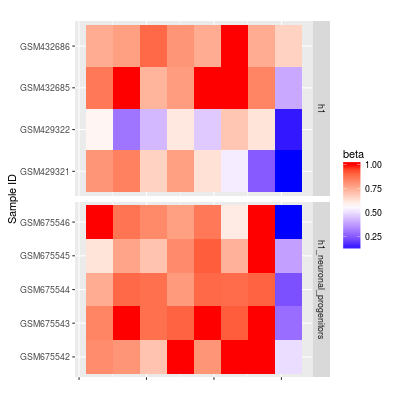 GSM432686
GSM432685
GSM429322
GSM429321
h1
GSM675546
GSM675545
GSM675544
GSM675543
GSM675542
h1_neuronal_progenitors
Sample ID
beta
1.00
0.75
0.50
0.25